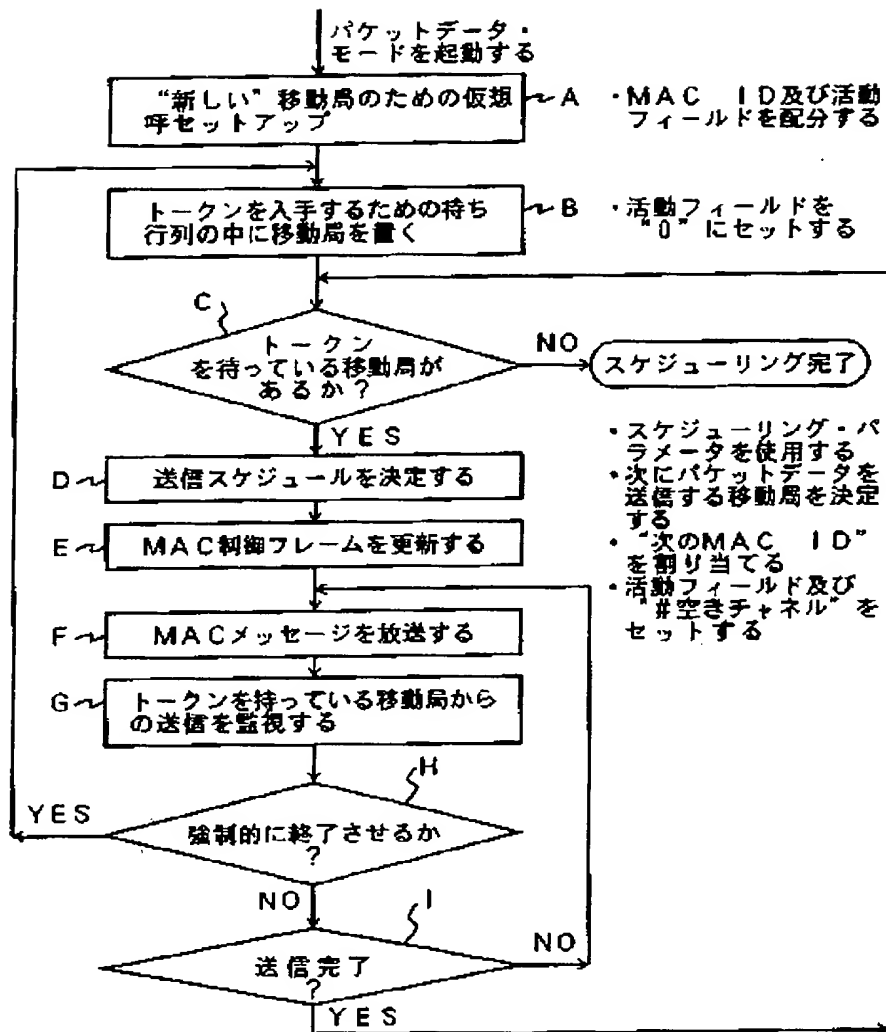 パケットデータ・
モードを起動する
“新しい”移動局のための仮想
呼セットアップ
A
・MAC ID及び活動
フィールドを配分する
トークンを入手するための待ち
行列の中に移動局を置く
B
・活動フィールドを
“0”にセットする
C
トークン
を待っている移動局が
あるか?
NO
スケジューリング完了
YES
・スケジューリング・パ
ラメータを使用する
・次にパケットデータを
送信する移動局を決定
する
・“次のMAC ID”
を割り当てる
・活動フィールド及び
“#空きチャネル”を
セットする
D
送信スケジュールを決定する
E
MAC制御フレームを更新する
F
MACメッセージを放送する
G
トークンを持っている移動局から
の送信を監視する
H
YES
強制的に終了させるか
?
NO
I
送信完了
?
NO
YES